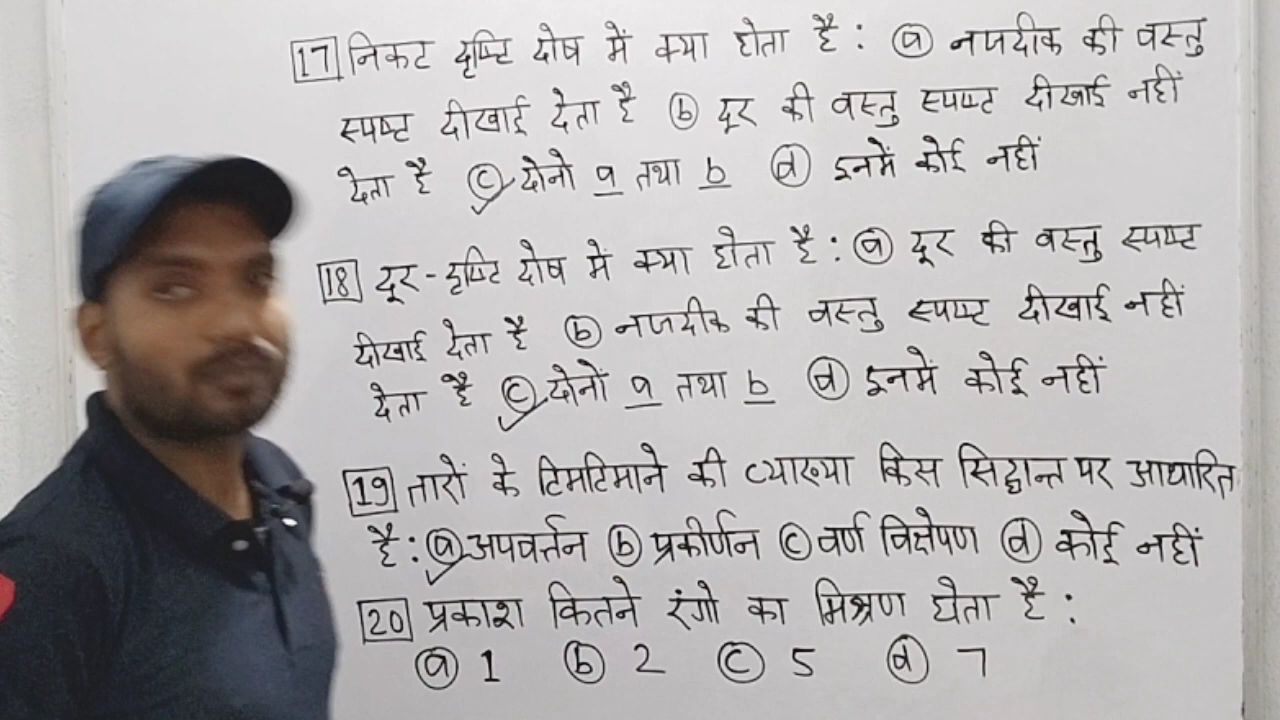 17 निकट दृष्टि दोष में क्या होता है : (a) नजदीक की वस्तु
स्पष्ट दीखाई देता है (b) दूर की वस्तु स्पष्ट दीखाई नहीं
देता है (c) दोनो a तथा b (d) इनमें कोई नहीं
18 दूर-दृष्टि दोष में क्या होता है : (a) दूर की वस्तु स्पष्ट
दीखाई देता है (b) नजदीक की वस्तु स्पष्ट दीखाई नहीं
देता है (c) दोनों a तथा b (d) इनमें कोई नहीं
19 तारों के टिमटिमाने की व्याख्या किस सिद्धान्त पर आधारित
है : (a) अपवर्त्तन (b) प्रकीर्णन (c) वर्ण विक्षेपण (d) कोई नहीं
20 प्रकाश कितने रंगो का मिश्रण होता है :
(a) 1 (b) 2 (c) 5 (d) 7